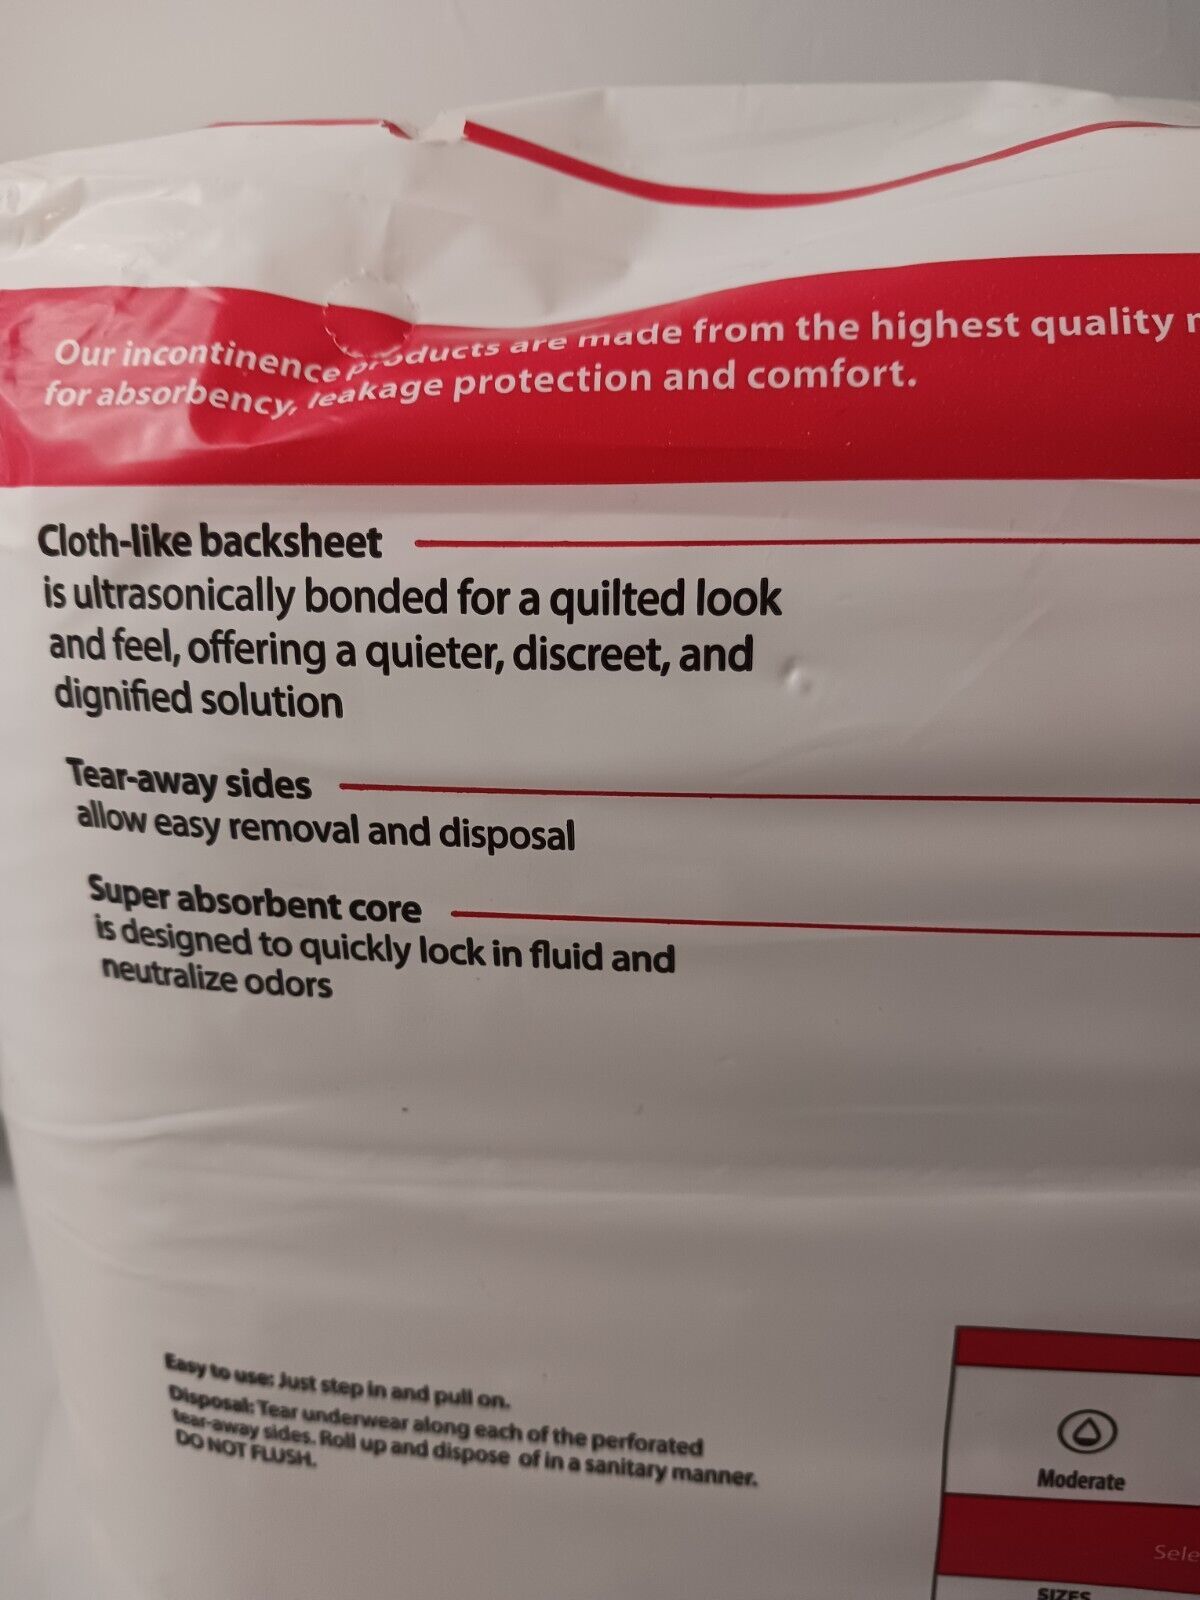 Our incontinence products are made from the highest quality
for absorbency, leakage protection and comfort.
Cloth-like backsheet
is ultrasonically bonded for a quilted look
and feel, offering a quieter, discreet, and
dignified solution
Tear-away sides
allow easy removal and disposal
Super absorbent core
is designed to quickly lock in fluid and
neutralize odors
Easy to use: Just step in and pull on.
Disposal: Tear underwear along each of the perforated
tear-away sides. Roll up and dispose of in a sanitary manner.
DO NOT FLUSH.
Moderate
SIZES